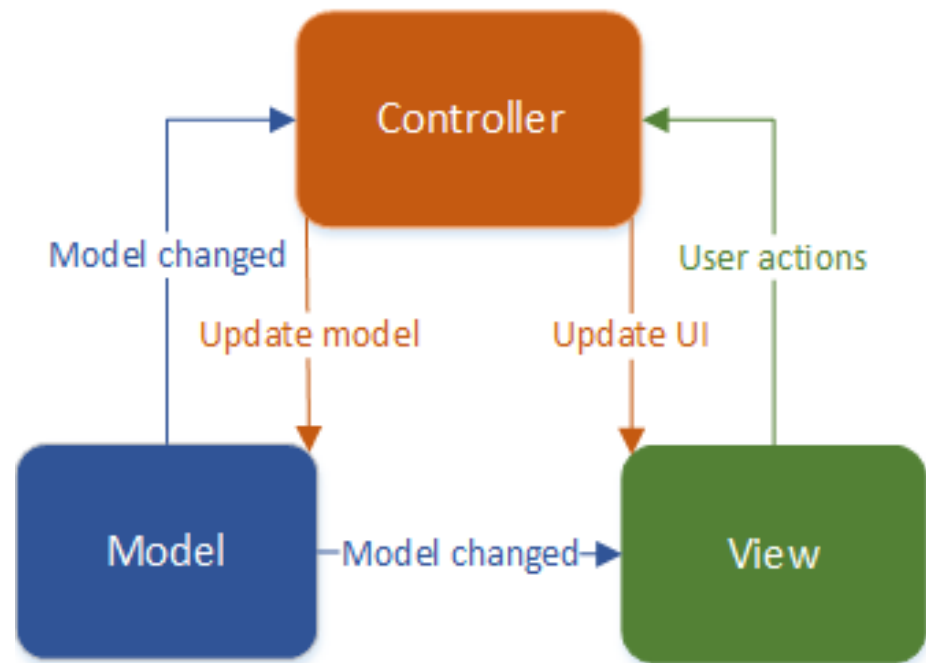 Controller
Model changed
User actions
Update model
Update UI
Model
Model changed
View